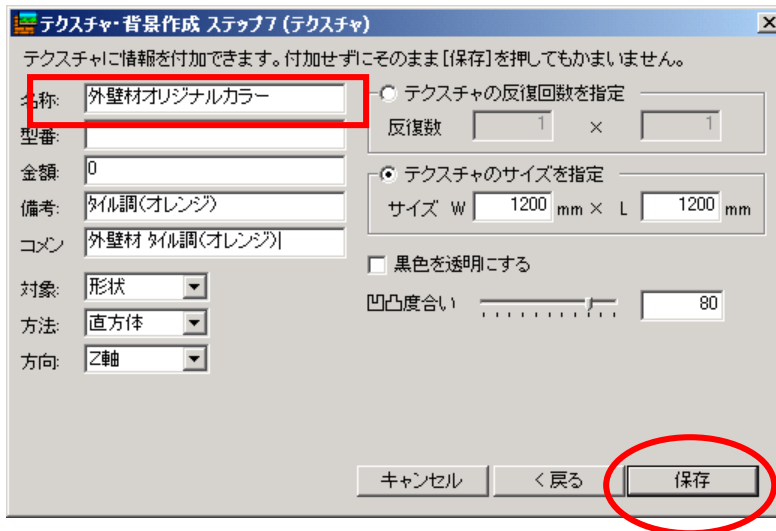 テクスチャ・背景作成 ステップ7 (テクスチャ)
テクスチャに情報を付加できます。付加せずにそのまま[保存]を押してもかまいません。
名称: 外壁材オリジナルカラー
型番:
金額: 0
備考: タイル調(オレンジ)
コメン 外壁材 タイル調(オレンジ)
対象: 形状
方法: 直方体
方向: Z軸
テクスチャの反復回数を指定
反復数 1 × 1
テクスチャのサイズを指定
サイズ W 1200 mm × L 1200 mm
黒色を透明にする
凹凸度合い 80
キャンセル < 戻る 保存